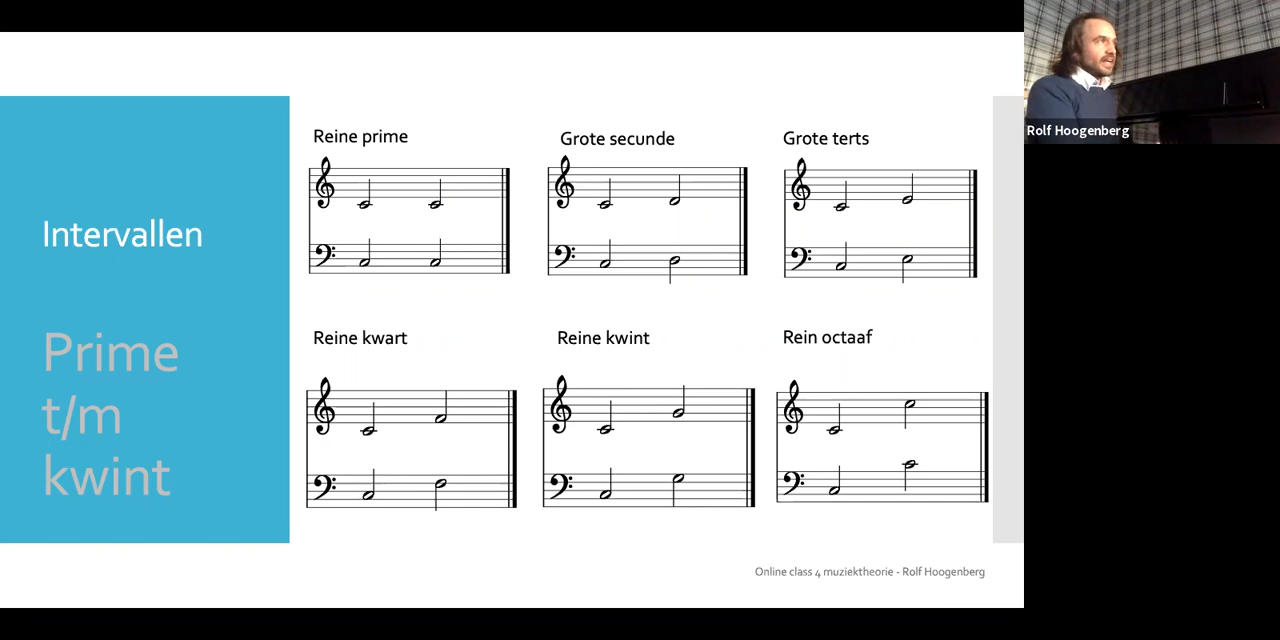 Intervallen
Prime
t/m
kwint
Reine prime
Grote secunde
Grote terts
Reine kwart
Reine kwint
Rein octaaf
Online class 4 muziektheorie - Rolf Hoogenberg
Rolf Hoogenberg